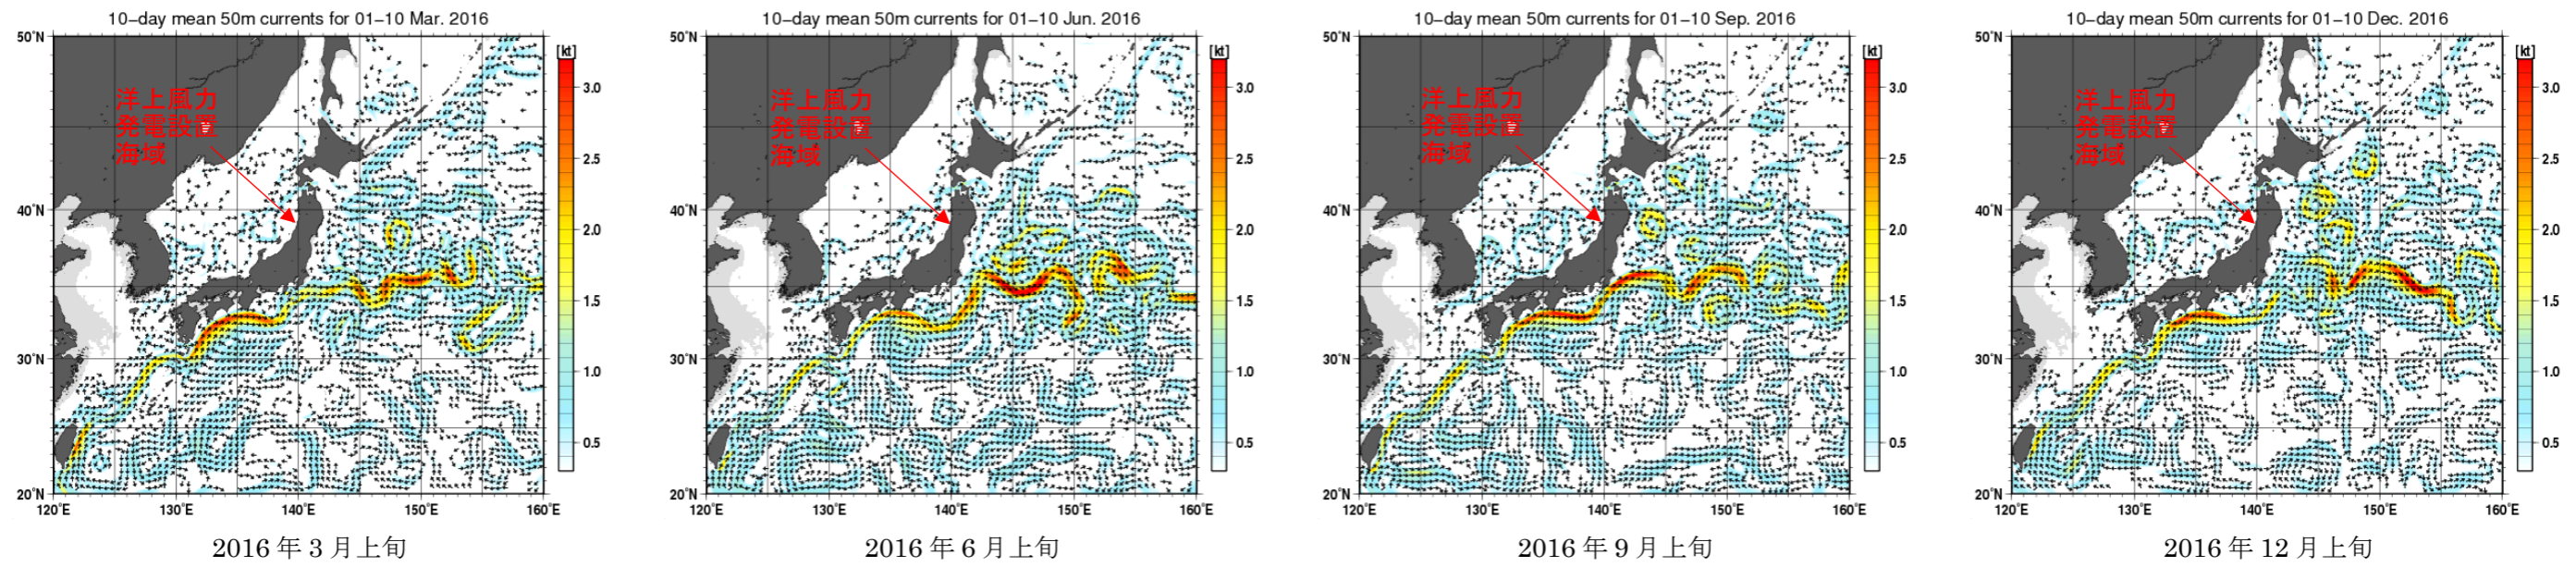 10-day mean 50m currents for 01-10 Mar. 2016
50°N
40°N
30°N
20°N
120°E
130°E
140°E
150°E
160°E
[kt]
3.0
2.5
2.0
1.5
1.0
0.5
洋上風力
発電設置
海域
2016年3月上旬
10-day mean 50m currents for 01-10 Jun. 2016
50°N
40°N
30°N
20°N
120°E
130°E
140°E
150°E
160°E
[kt]
3.0
2.5
2.0
1.5
1.0
0.5
洋上風力
発電設置
海域
2016年6月上旬
10-day mean 50m currents for 01-10 Sep. 2016
50°N
40°N
30°N
20°N
120°E
130°E
140°E
150°E
160°E
[kt]
3.0
2.5
2.0
1.5
1.0
0.5
洋上風力
発電設置
海域
2016年9月上旬
10-day mean 50m currents for 01-10 Dec. 2016
50°N
40°N
30°N
20°N
120°E
130°E
140°E
150°E
160°E
[kt]
3.0
2.5
2.0
1.5
1.0
0.5
洋上風力
発電設置
海域
2016年12月上旬